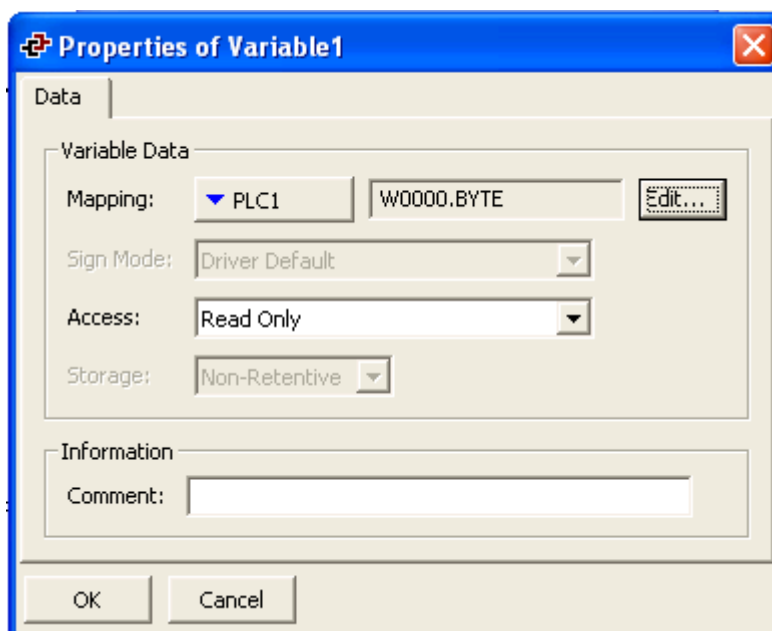 Properties of Variable1
Data
Variable Data
Mapping: PLC1 W0000.BYTE Edit...
Sign Mode: Driver Default
Access: Read Only
Storage: Non-Retentive
Information
Comment:
OK Cancel